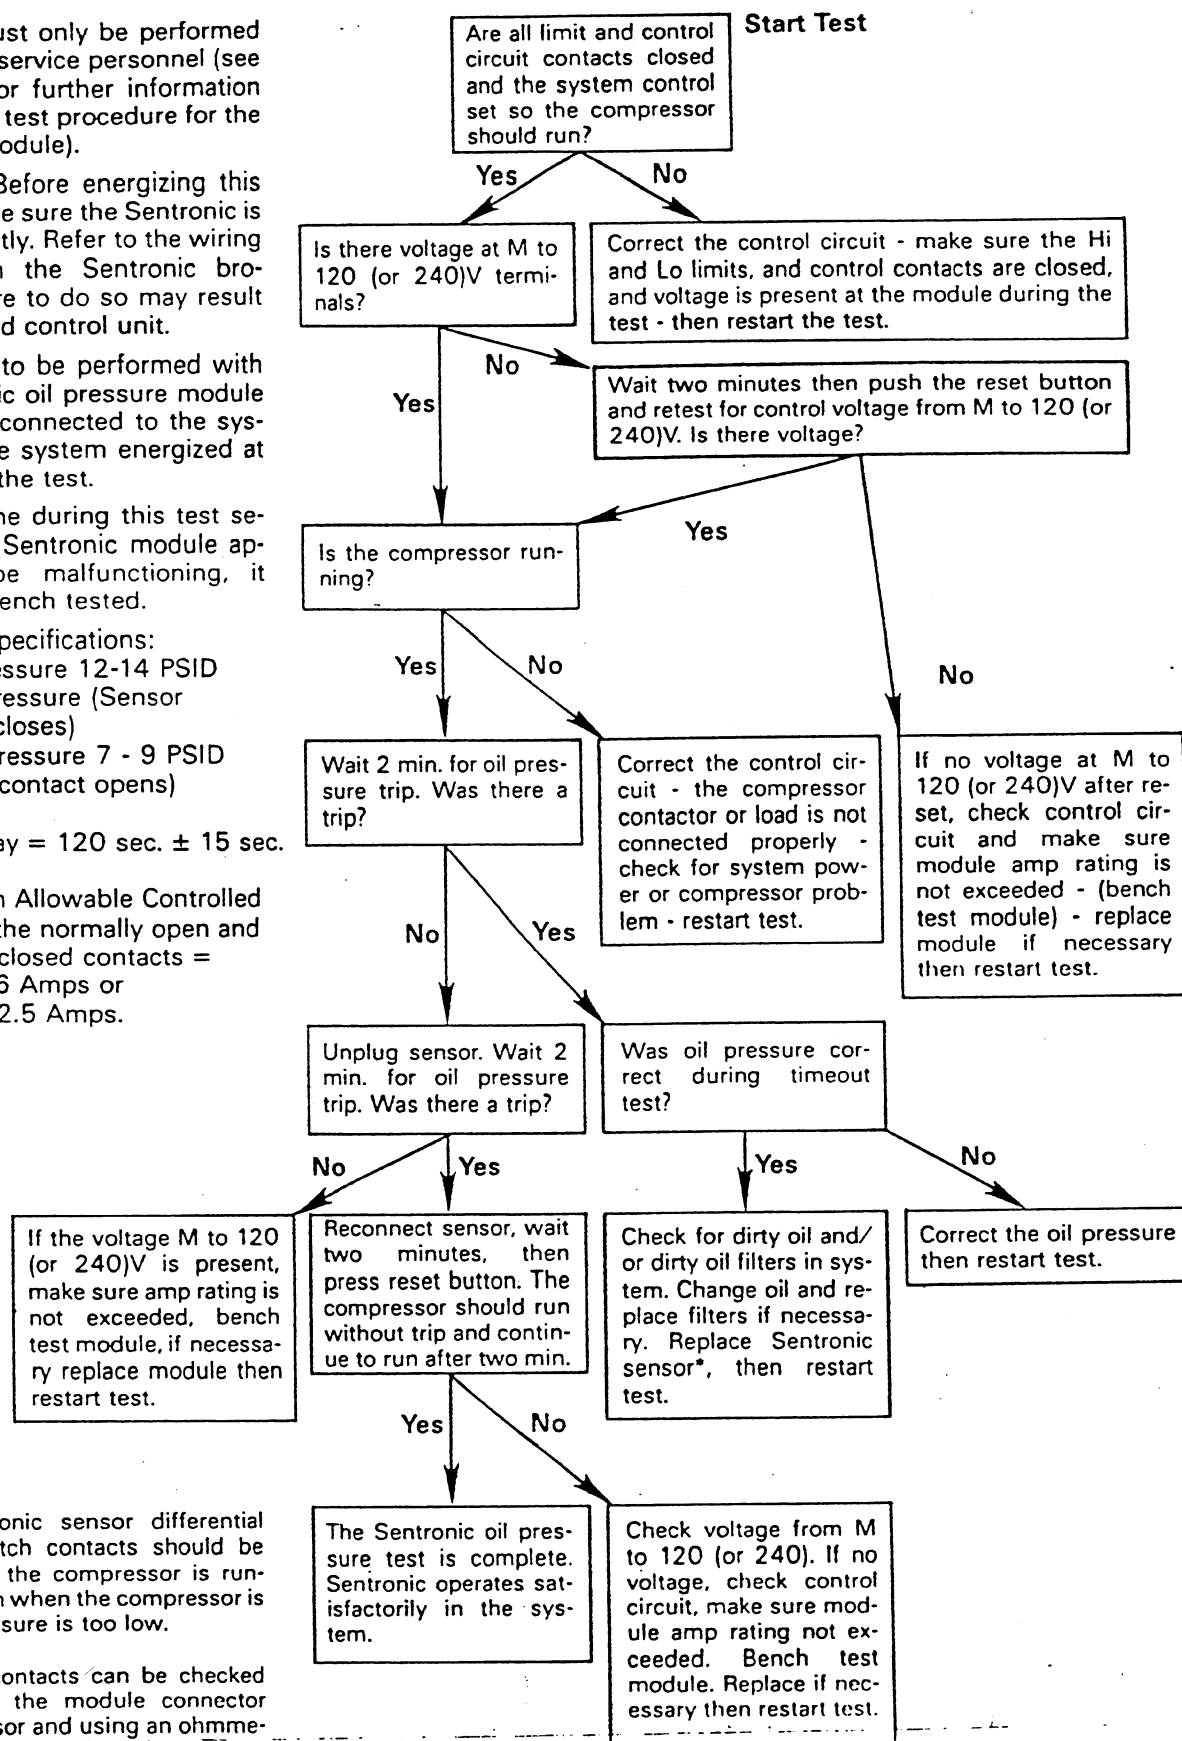 ust only be performed
service personnel (see
or further information
test procedure for the
odule).
Before energizing this
e sure the Sentronic is
tly. Refer to the wiring
the Sentronic bro-
re to do so may result
d control unit.
to be performed with
ic oil pressure module
connected to the sys-
e system energized at
the test.
ne during this test se-
Sentronic module ap-
be malfunctioning, it
ench tested.
pecifications:
essure 12-14 PSID
ressure (Sensor
closes)
ressure 7 - 9 PSID
contact opens)
ay = 120 sec. ± 15 sec.
n Allowable Controlled
the normally open and
closed contacts =
6 Amps or
2.5 Amps.
onic sensor differential
tch contacts should be
the compressor is run-
n when the compressor is
sure is too low.
contacts can be checked
the module connector
sor and using an ohmme-
Start Test
Are all limit and control
circuit contacts closed
and the system control
set so the compressor
should run?
Yes
No
Is there voltage at M to
120 (or 240)V termi-
nals?
Correct the control circuit - make sure the Hi
and Lo limits, and control contacts are closed,
and voltage is present at the module during the
test - then restart the test.
No
Yes
Wait two minutes then push the reset button
and retest for control voltage from M to 120 (or
240)V. Is there voltage?
Yes
No
Is the compressor run-
ning?
Yes
No
Wait 2 min. for oil pres-
sure trip. Was there a
trip?
Correct the control cir-
cuit - the compressor
contactor or load is not
connected properly -
check for system pow-
er or compressor prob-
lem - restart test.
If no voltage at M to
120 (or 240)V after re-
set, check control cir-
cuit and make sure
module amp rating is
not exceeded - (bench
test module) - replace
module if necessary
then restart test.
No
Yes
Unplug sensor. Wait 2
min. for oil pressure
trip. Was there a trip?
Was oil pressure cor-
rect during timeout
test?
No
Yes
Yes
No
If the voltage M to 120
(or 240)V is present,
make sure amp rating is
not exceeded, bench
test module, if necessa-
ry replace module then
restart test.
Reconnect sensor, wait
two minutes, then
press reset button. The
compressor should run
without trip and contin-
ue to run after two min.
Check for dirty oil and/
or dirty oil filters in sys-
tem. Change oil and re-
place filters if necessa-
ry. Replace Sentronic
sensor*, then restart
test.
Correct the oil pressure
then restart test.
Yes
No
The Sentronic oil pres-
sure test is complete.
Sentronic operates sat-
isfactorily in the sys-
tem.
Check voltage from M
to 120 (or 240). If no
voltage, check control
circuit, make sure mod-
ule amp rating not ex-
ceeded. Bench test
module. Replace if nec-
essary then restart test.